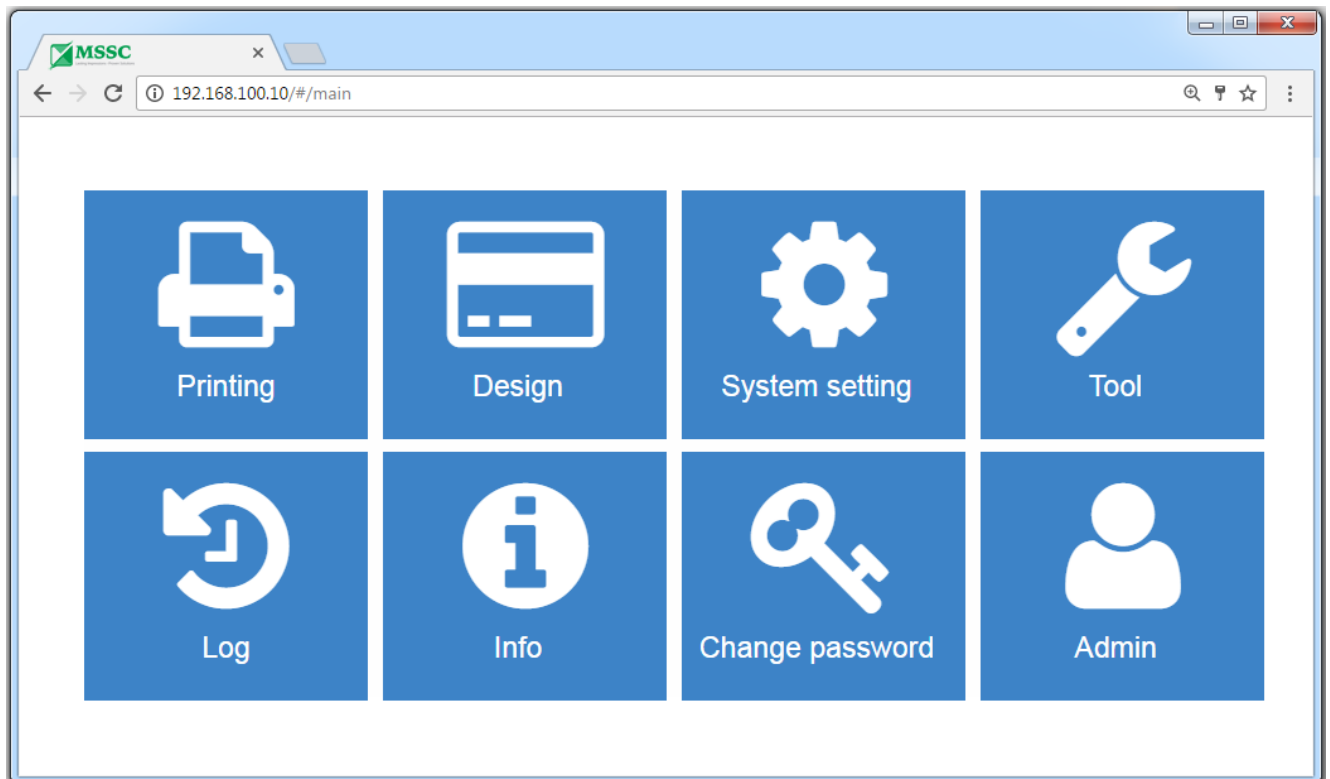 MSSC
192.168.100.10/#/main
Printing
Design
System setting
Tool
Log
Info
Change password
Admin